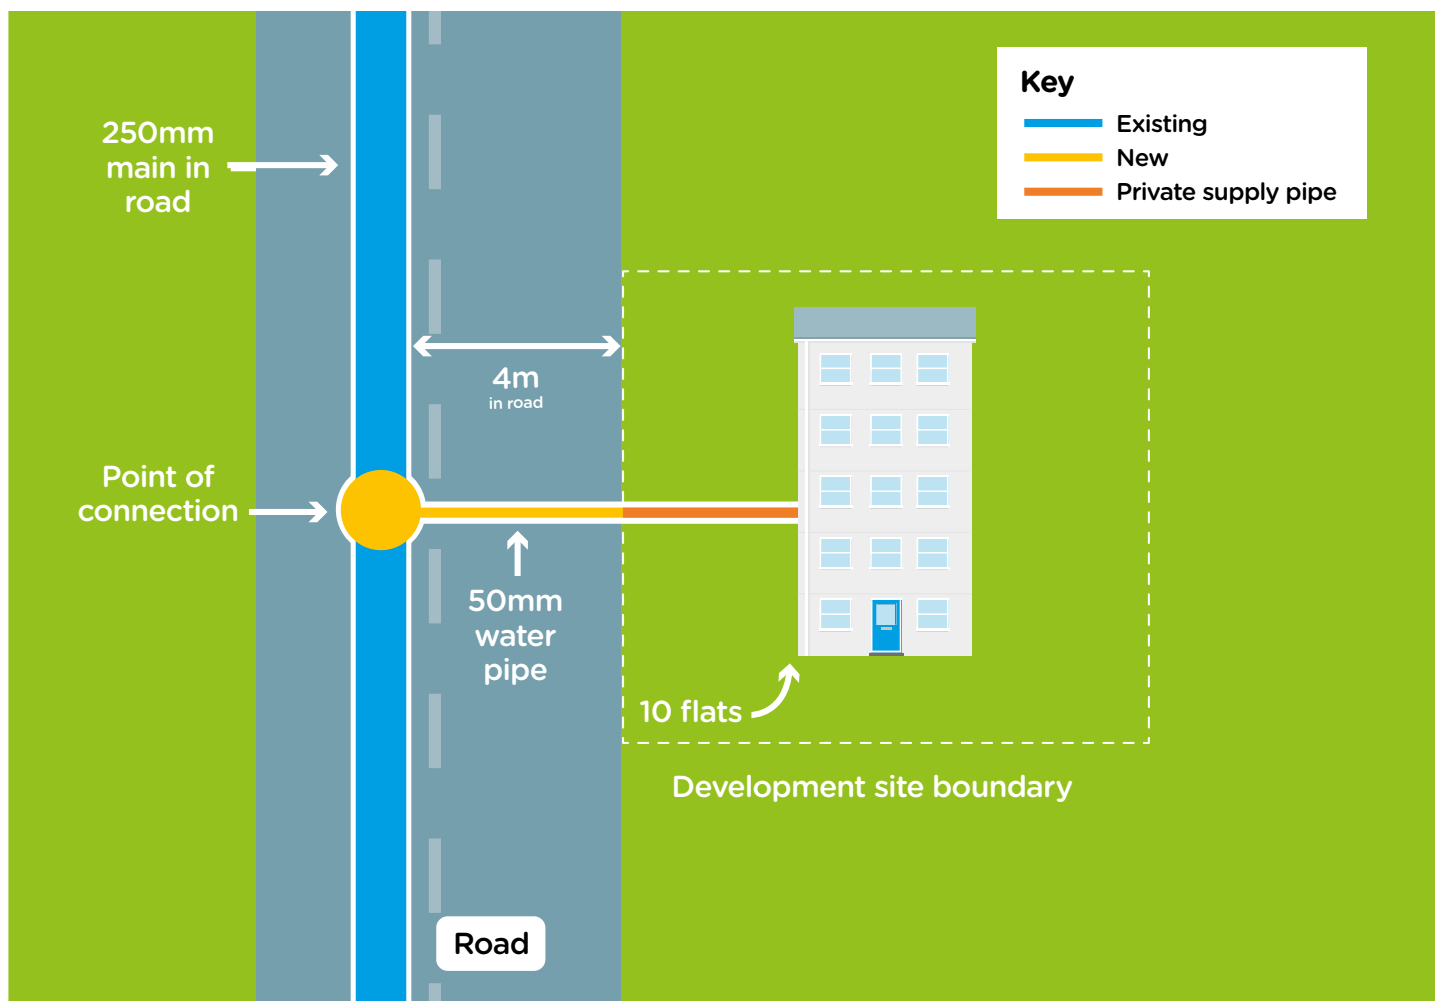 Key
Existing
New
Private supply pipe
250mm
main in
road
4m
in road
Point of
connection
50mm
water
pipe
10 flats
Development site boundary
Road